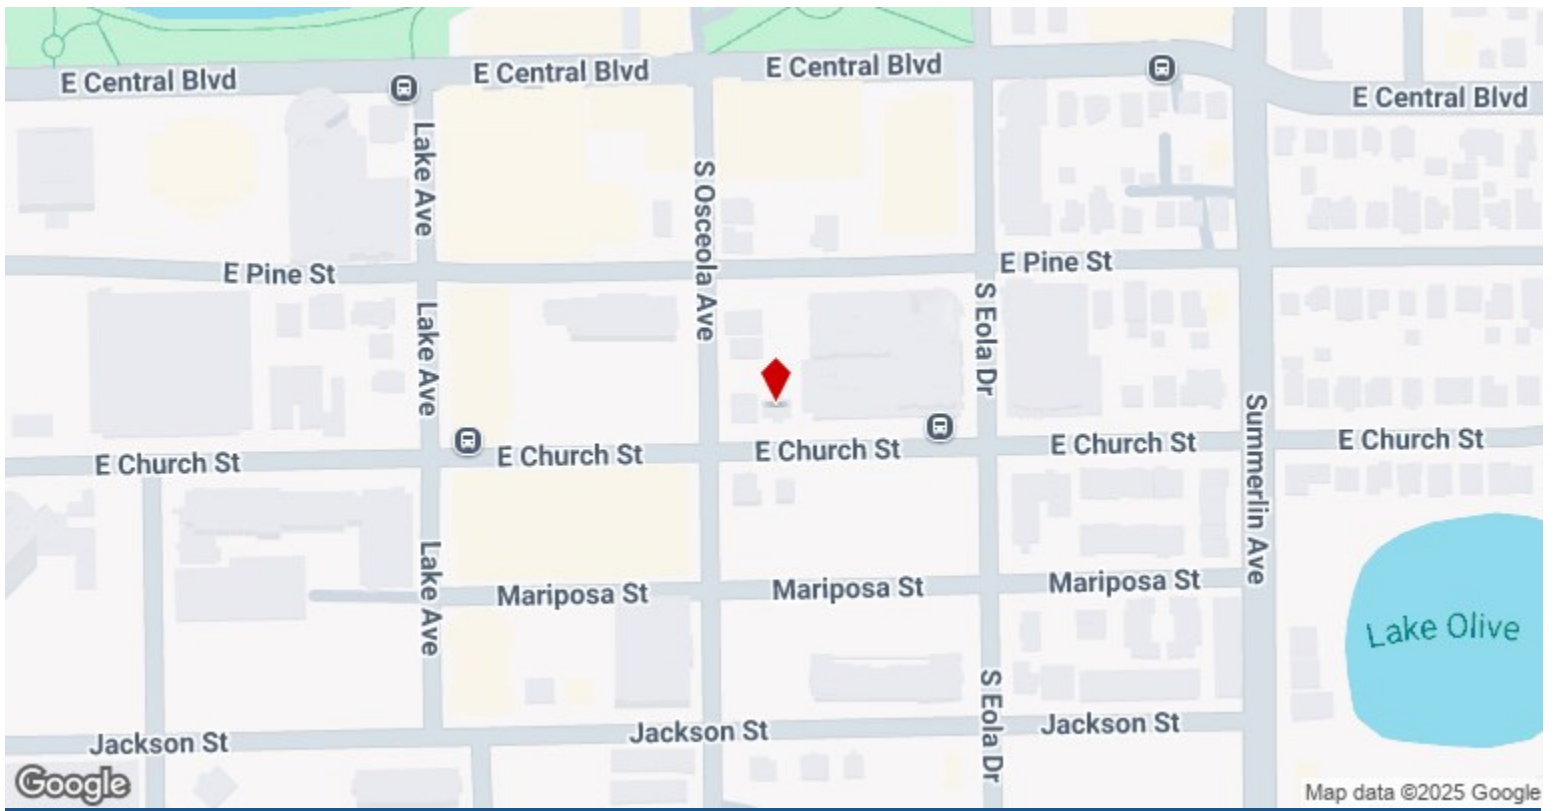 E Central Blvd
E Central Blvd
E Central Blvd
E Central Blvd
Lake Ave
S Osceola Ave
E Pine St
E Pine St
Lake Ave
S Eola Dr
Summerlin Ave
E Church St
E Church St
E Church St
E Church St
E Church St
Lake Ave
Mariposa St
Mariposa St
Mariposa St
Lake Olive
S Eola Dr
Jackson St
Jackson St
Jackson St
Google
Map data ©2025 Google